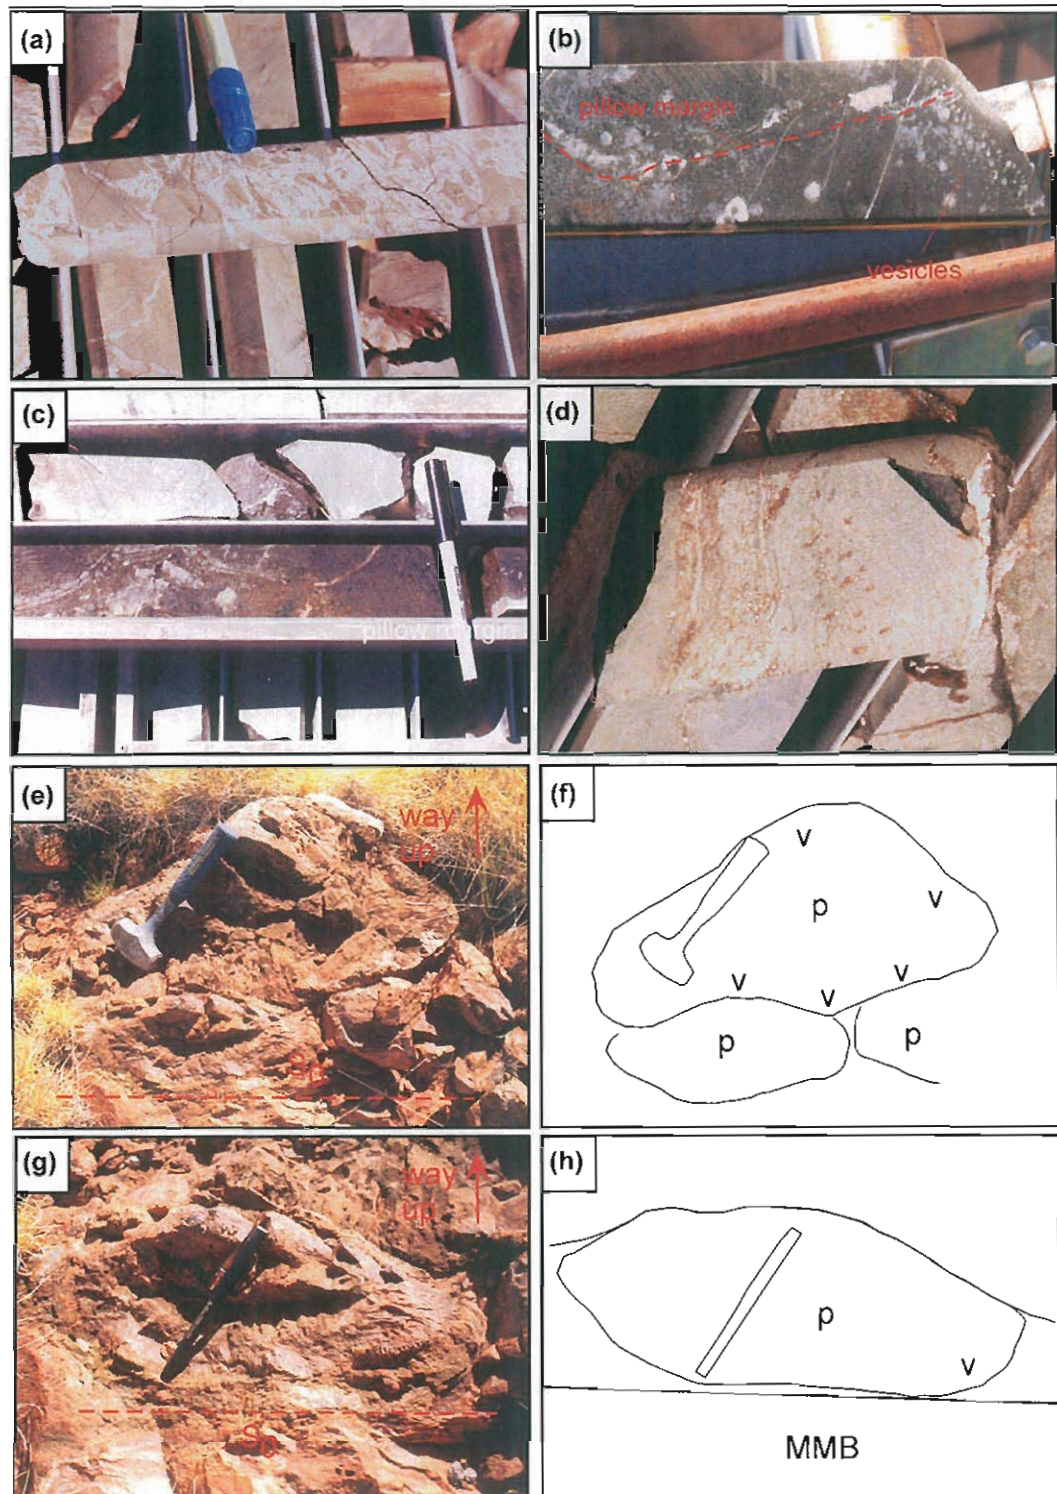 (a)
(b)
pillow margin
vesicles
(c)
pillow margin
(d)
(e)
way
up
S₀
(f)
v
p
v
v
v
v
p
p
(g)
way
up
S₀
(h)
p
v
MMB